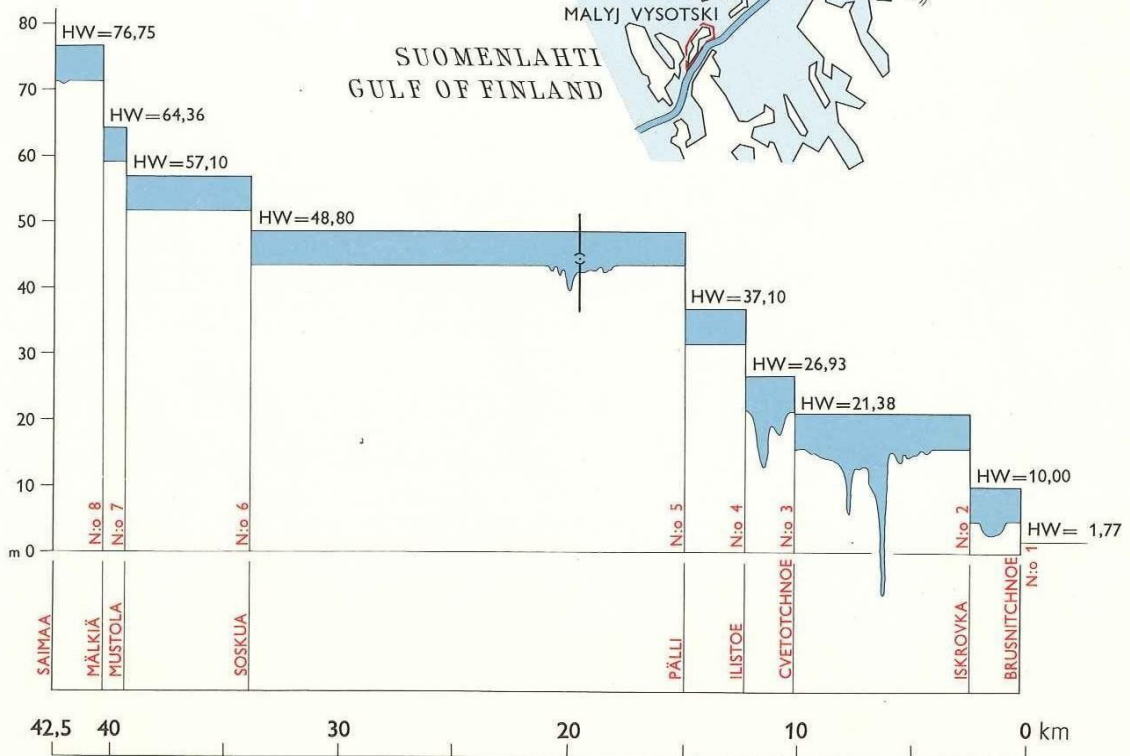 MALYJ VYSOTSKI
SUOMENLAHTI
GULF OF FINLAND
80
HW=76,75
70
HW=64,36
60
HW=57,10
50
HW=48,80
40
HW=37,10
30
HW=26,93
20
HW=21,38
10
HW=10,00
HW= 1,77
m 0
N:o 8
N:o 7
N:o 6
N:o 5
N:o 4
N:o 3
N:o 2
N:o 1
SAIMAA
MÄLKIÄ
MUSTOLA
SOSKUA
PÄLLI
ILISTOE
CVETOTCHNOE
ISKROVKA
BRUSNITCHNOE
42,5 40 30 20 10 0 km